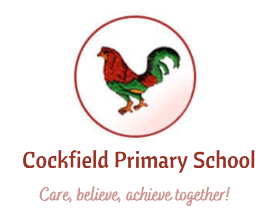 Cockfield Primary School
Care, believe, achieve together!